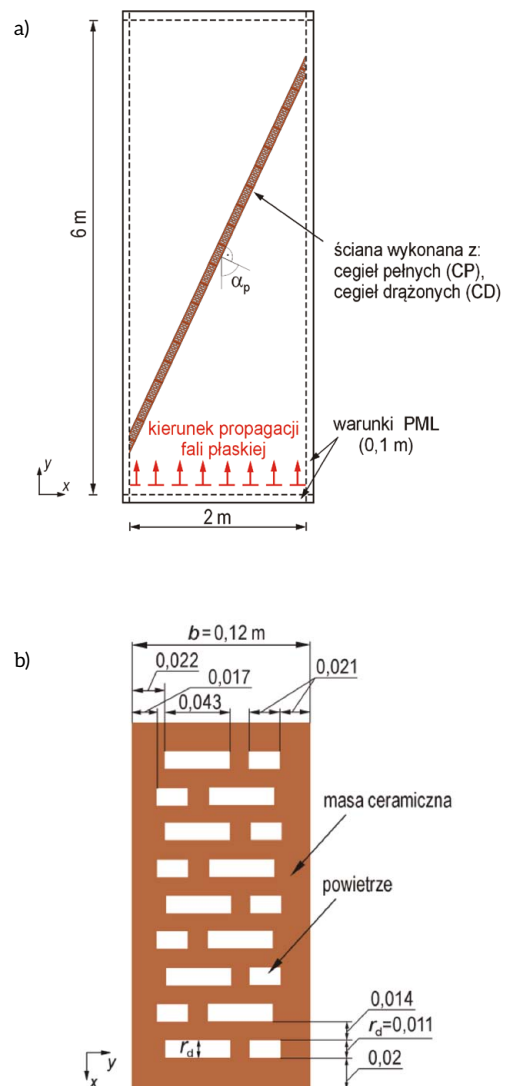 a)
6 m
ściana wykonana z:
cegieł pełnych (CP),
cegieł drążonych (CD)
αp
kierunek propagacji
fali płaskiej
warunki PML
(0,1 m)
y
x
2 m
b)
b=0,12 m
0,022
0,021
0,017
0,043
masa ceramiczna
powietrze
0,014
rd=0,011
rd
0,02
y
x